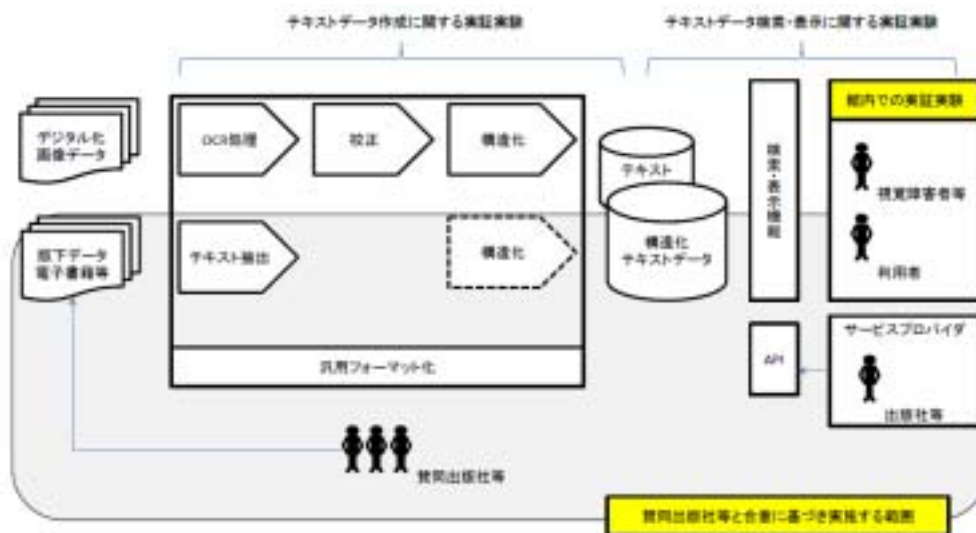 テキストデータ作成に関する実証実験
テキストデータ検索・表示に関する実証実験
デジタル化
画像データ
OCR処理
校正
構造化
テキスト
検索・表示機能
館内での実証実験
視覚障害者等
利用者
版下データ
電子書籍等
テキスト抽出
構造化
構造化
テキストデータ
汎用フォーマット化
API
サービスプロバイダ
出版社等
賛同出版社等
賛同出版社等と合意に基づき実施する範囲